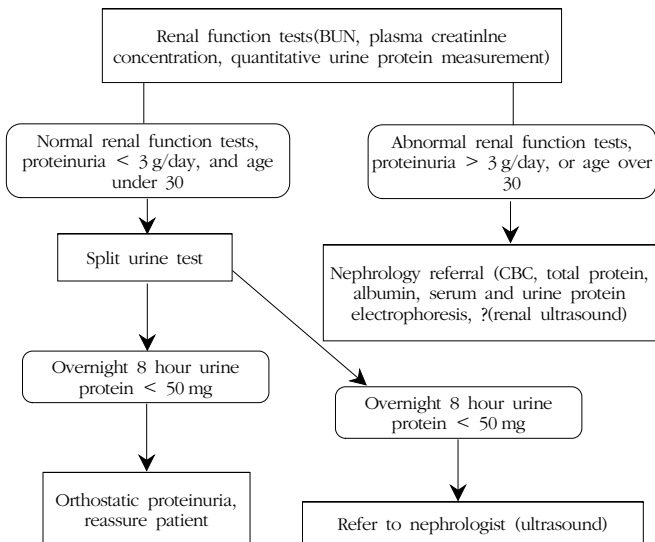 Renal function tests(BUN, plasma creatinlne
concentration, quantitative urine protein measurement)
Normal renal function tests,
proteinuria < 3 g/day, and age
under 30
Abnormal renal function tests,
proteinuria > 3 g/day, or age over
30
Split urine test
Nephrology referral (CBC, total protein,
albumin, serum and urine protein
electrophoresis, ?(renal ultrasound)
Overnight 8 hour urine
protein < 50 mg
Overnight 8 hour urine
protein < 50 mg
Orthostatic proteinuria,
reassure patient
Refer to nephrologist (ultrasound)